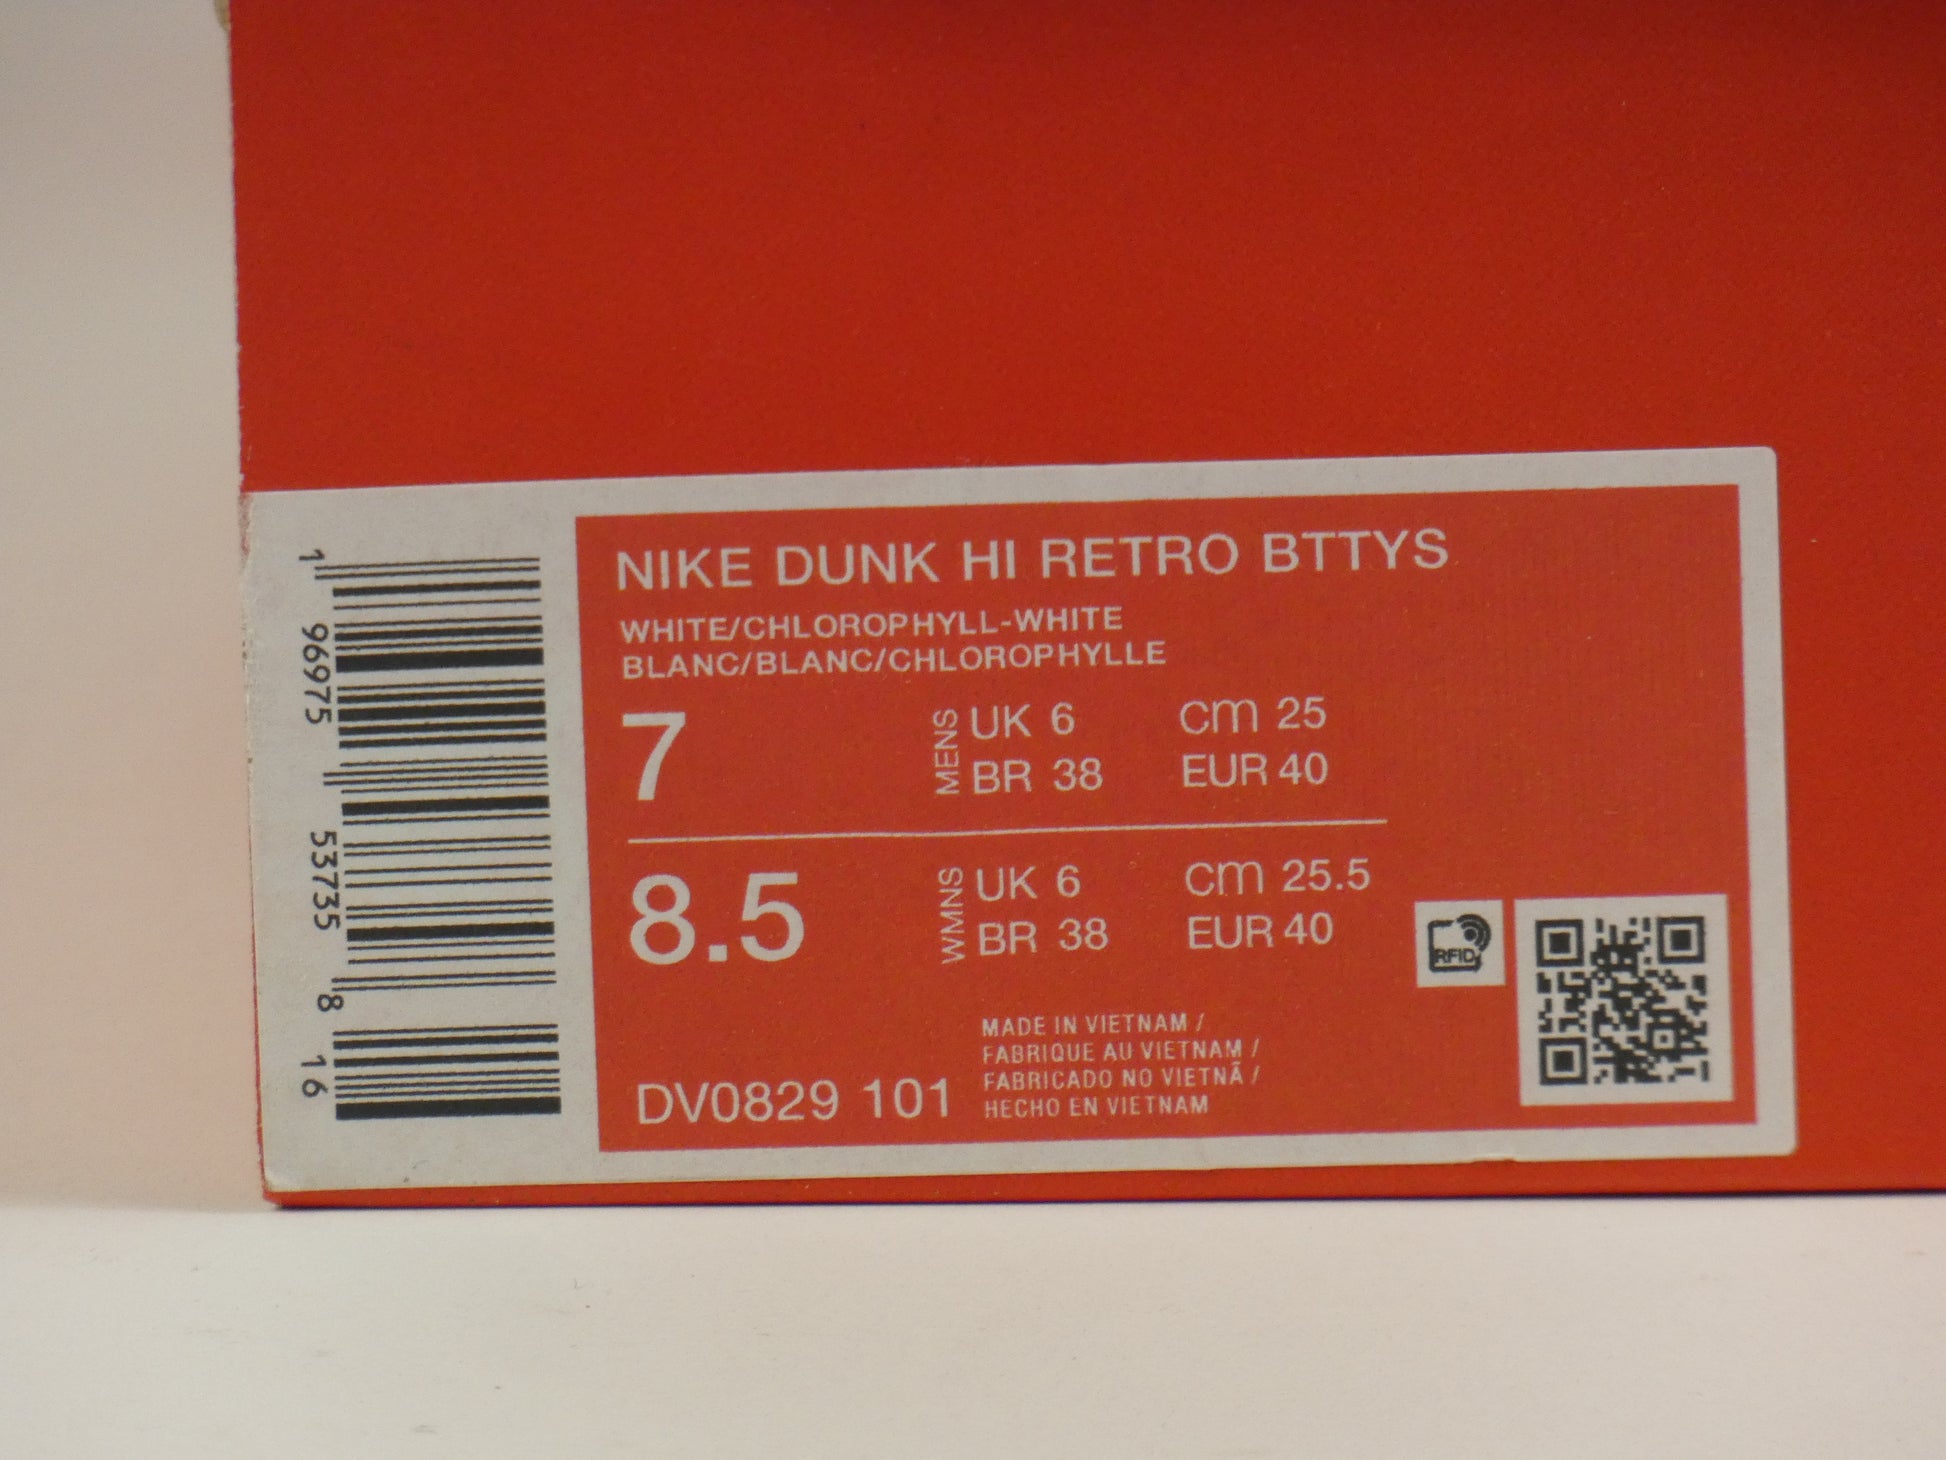 NIKE DUNK HI RETRO BTTYS
WHITE/CHLOROPHYLL-WHITE
BLANC/BLANC/CHLOROPHYLLE
7 MENS UK 6 CM 25
BR 38 EUR 40
8.5 WMNS UK 6 CM 25.5
BR 38 EUR 40
RFID
MADE IN VIETNAM /
FABRIQUE AU VIETNAM /
FABRICADO NO VIETNÃ /
HECHO EN VIETNAM
DV0829 101
1 96975 53735 8 16